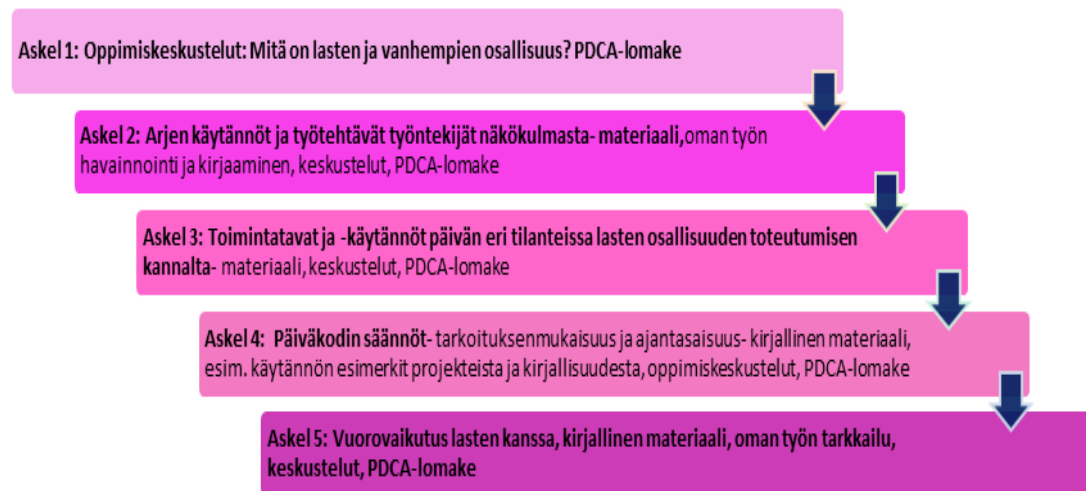 Askel 1: Oppimiskeskustelut: Mitä on lasten ja vanhempien osallisuus? PDCA-lomake
Askel 2: Arjen käytännöt ja työtehtävät työntekijät näkökulmasta- materiaali,oman työn
havainnointi ja kirjaaminen, keskustelut, PDCA-lomake
Askel 3: Toimintatavat ja -käytännöt päivän eri tilanteissa lasten osallisuuden toteutumisen
kannalta- materiaali, keskustelut, PDCA-lomake
Askel 4: Päiväkodin säännöt- tarkoituksenmukaisuus ja ajantasaisuus- kirjallinen materiaali,
esim. käytännön esimerkit projekteista ja kirjallisuudesta, oppimiskeskustelut, PDCA-lomake
Askel 5: Vuorovaikutus lasten kanssa, kirjallinen materiaali, oman työn tarkkailu,
keskustelut, PDCA-lomake